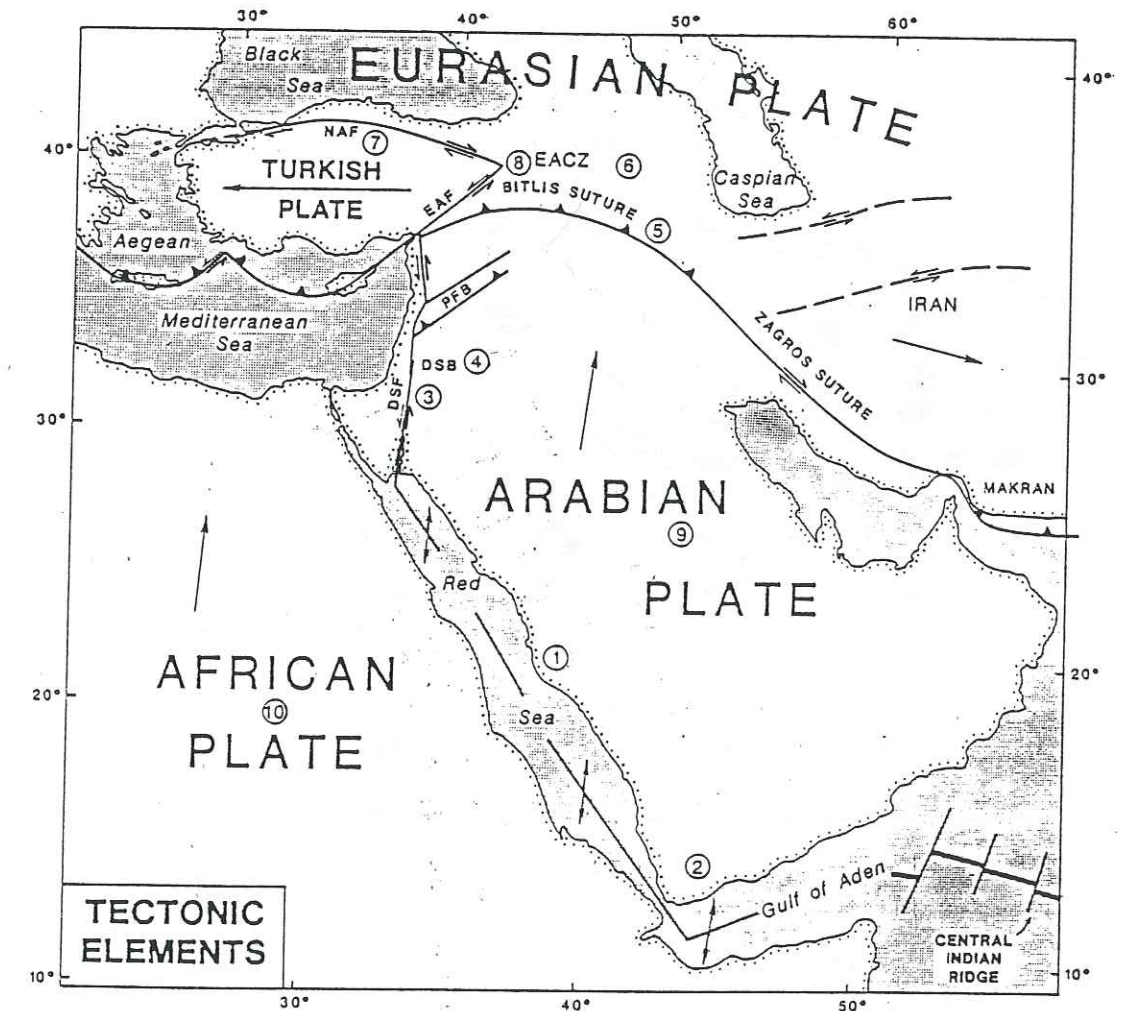 30° 40° 50° 60°
Black
Sea
EURASIAN PLATE
40°
40°
NAF
7
8 EACZ
6
TURKISH
PLATE
EAF
BITLIS SUTURE
Caspian
Sea
5
Aegean
PFB
IRAN
Mediterranean
Sea
ZAGROS SUTURE
DSB 4
DSF
3
30°
30°
ARABIAN
9
PLATE
MAKRAN
Red
Sea
1
AFRICAN
10
PLATE
20°
20°
2
Gulf of Aden
TECTONIC
ELEMENTS
CENTRAL
INDIAN
RIDGE
10°
10°
30° 40° 50°